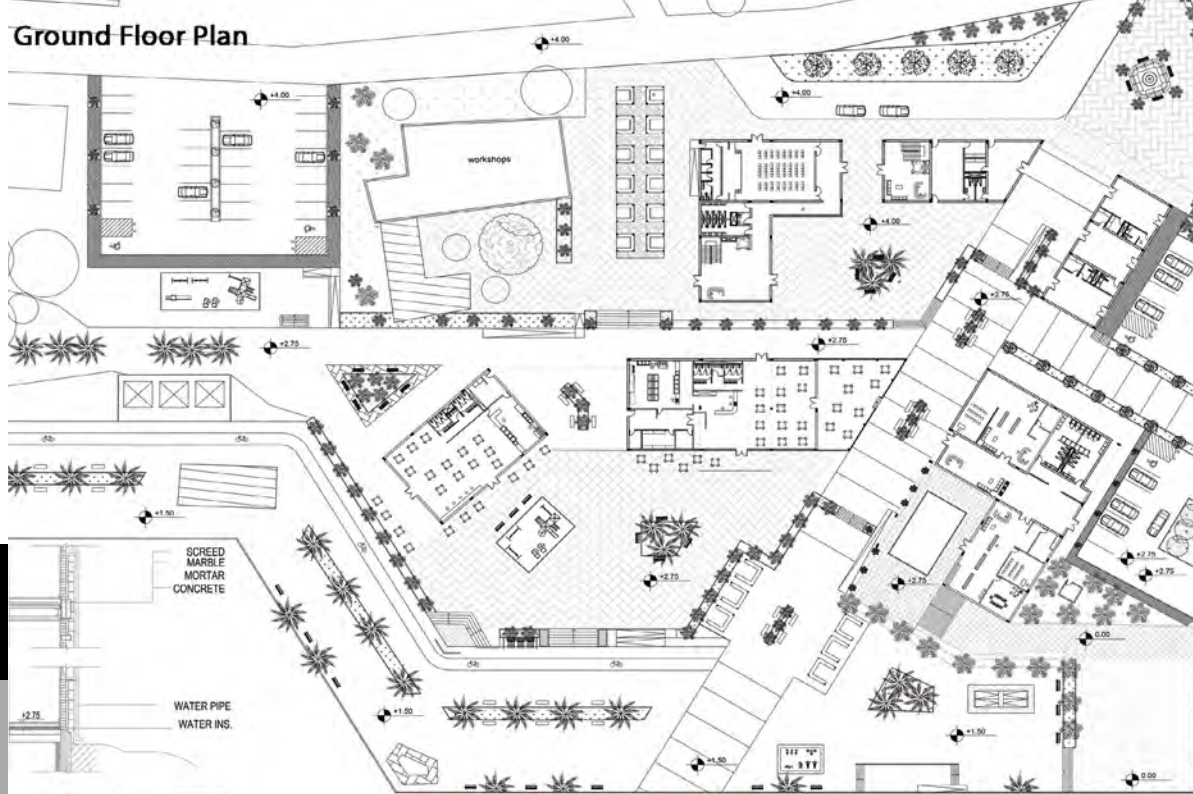 Ground Floor Plan
+4.00
+4.00
+4.00
workshops
+4.00
+2.75
+2.75
+2.75
+1.50
SCREED
MARBLE
MORTAR
CONCRETE
+2.75
+2.75
+2.75
+2.75
0.00
WATER PIPE
+2.75
WATER INS.
+1.50
+1.50
+1.50
0.00